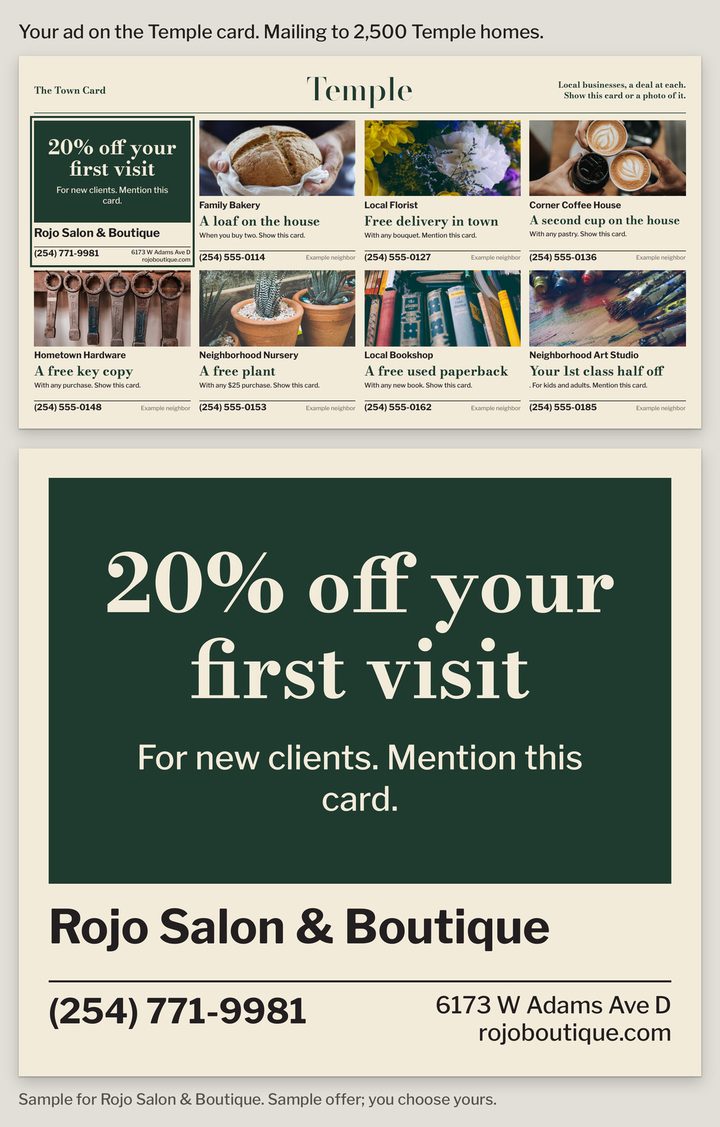 Your ad on the Temple card. Mailing to 2,500 Temple homes.
The Town Card
Temple
Local businesses, a deal at each.
Show this card or a photo of it.
20% off your
first visit
For new clients. Mention this
card.
Rojo Salon & Boutique
(254) 771-9981
6173 W Adams Ave D
rojoboutique.com
Family Bakery
A loaf on the house
When you buy two. Show this card.
(254) 555-0114
Example neighbor
Local Florist
Free delivery in town
With any bouquet. Mention this card.
(254) 555-0127
Example neighbor
Corner Coffee House
A second cup on the house
With any pastry. Show this card.
(254) 555-0136
Example neighbor
Hometown Hardware
A free key copy
With any purchase. Show this card.
(254) 555-0148
Example neighbor
Neighborhood Nursery
A free plant
With any $25 purchase. Show this card.
(254) 555-0153
Example neighbor
Local Bookshop
A free used paperback
With any new book. Show this card.
(254) 555-0162
Example neighbor
Neighborhood Art Studio
Your 1st class half off
. For kids and adults. Mention this card.
(254) 555-0185
Example neighbor
20% off your
first visit
For new clients. Mention this
card.
Rojo Salon & Boutique
(254) 771-9981
6173 W Adams Ave D
rojoboutique.com
Sample for Rojo Salon & Boutique. Sample offer; you choose yours.